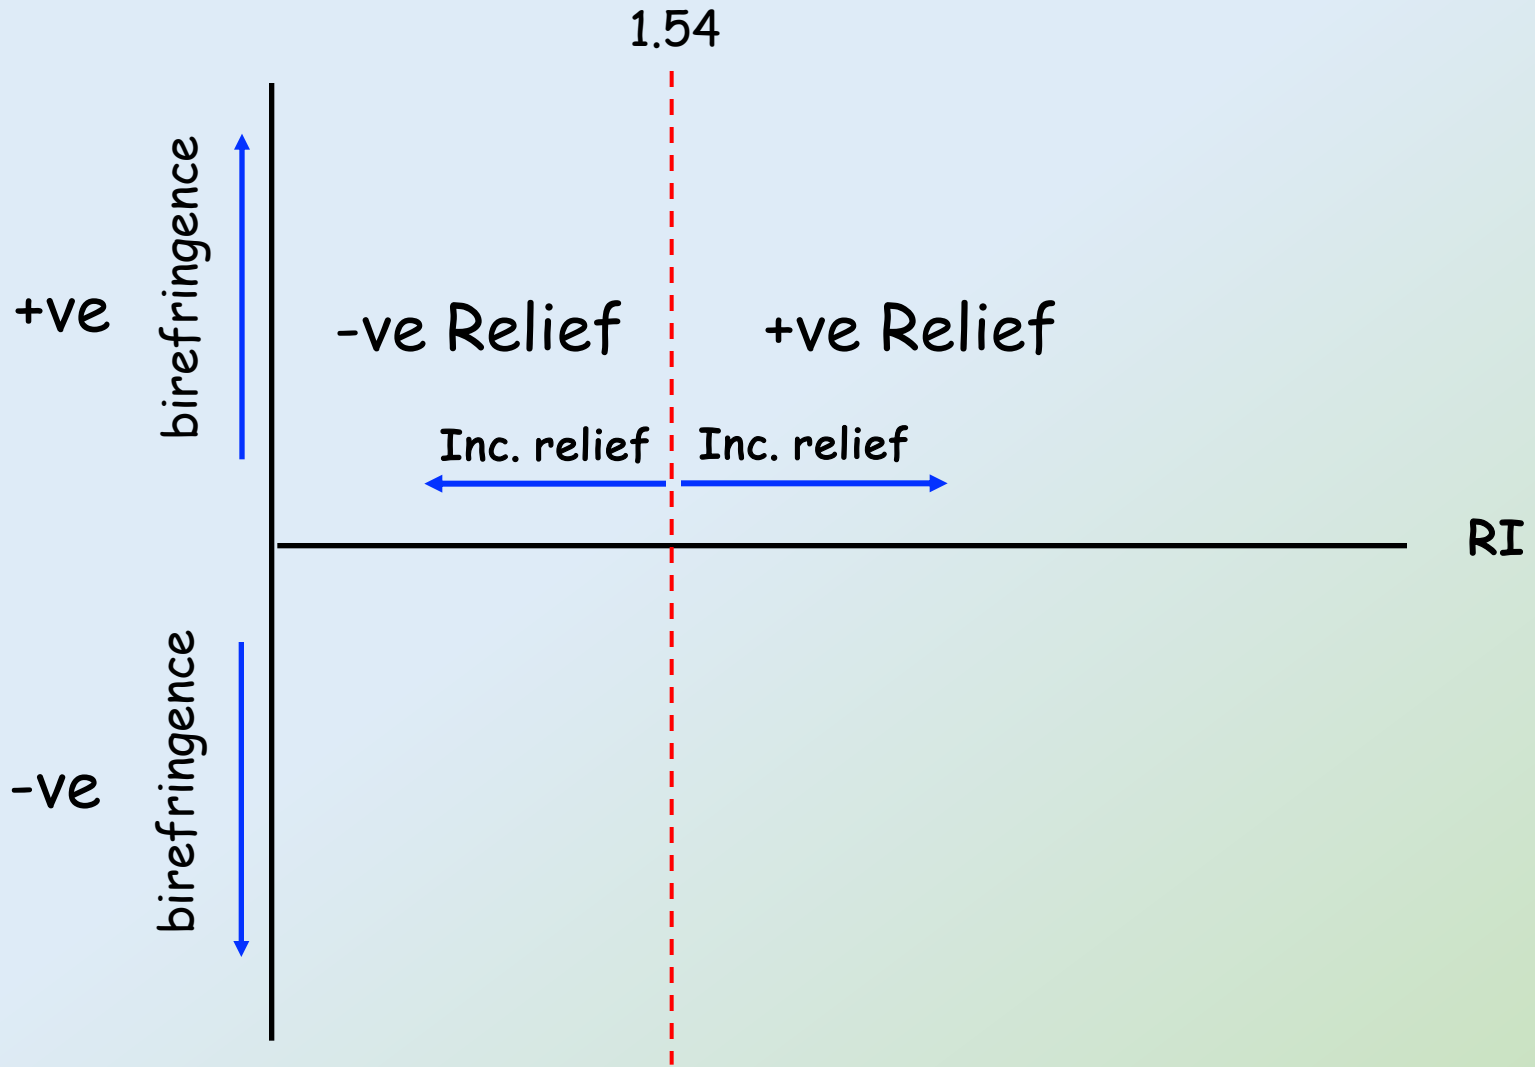 1.54
birefringence
+ve
-ve Relief
+ve Relief
Inc. relief
Inc. relief
RI
birefringence
-ve